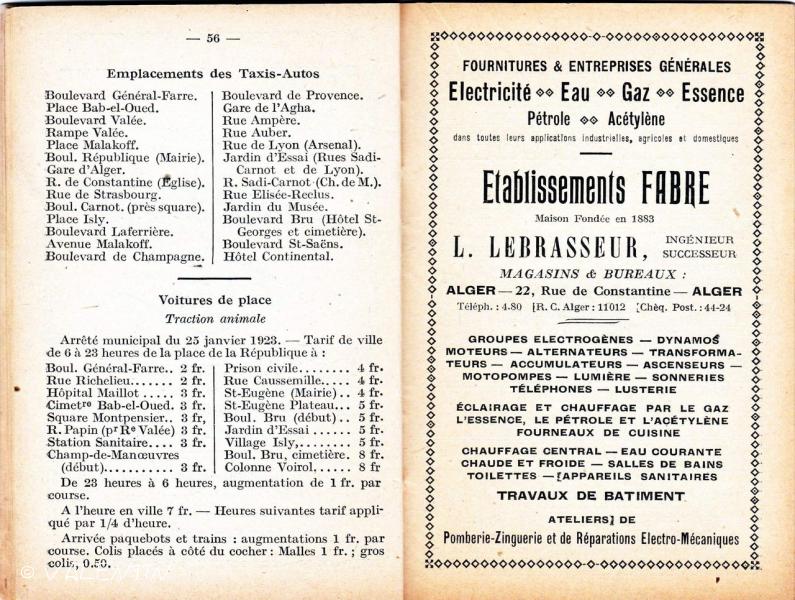 — 56 —
Emplacements des Taxis-Autos
Boulevard Général-Farre.
Place Bab-el-Oued.
Boulevard Valée.
Rampe Valée.
Place Malakoff.
Boul. République (Mairie).
Gare d'Alger.
R. de Constantine (Église).
Rue de Strasbourg.
Boul. Carnot. (près square).
Place Isly.
Boulevard Laferrière.
Avenue Malakoff.
Boulevard de Champagne.
Boulevard de Provence.
Gare de l'Agha.
Rue Ampère.
Rue Auber.
Rue de Lyon (Arsenal).
Jardin d'Essai (Rues Sadi-
Carnot et de Lyon).
R. Sadi-Carnot (Ch. de M.).
Rue Elisée-Reclus.
Jardin du Musée.
Boulevard Bru (Hôtel St-
Georges et cimetière).
Boulevard St-Saëns.
Hôtel Continental.
Voitures de place
Traction animale
Arrêté municipal du 25 janvier 1923. — Tarif de ville
de 6 à 23 heures de la place de la République à :
Boul. Général-Farre.. 2 fr.
Rue Richelieu....... 2 fr.
Hôpital Maillot ..... 3 fr.
Cimetre Bab-el-Oued. 3 fr.
Square Montpensier.. 3 fr,
R. Papin (pr Re Valée) 3 fr.
Station Sanitaire.... 3 fr.
Champ-de-Manœuvres
(début).......... 3 fr.
Prison civile........ 4 fr.
Rue Caussemille..... 4 fr.
St-Eugène (Mairie).. 4 fr.
St-Eugène Plateau... 5 fr.
Boul. Bru (début).. 5 fr.
Jardin d'Essai ...... 5 fr.
Village Isly,........ 5 fr.
Boul. Bru, cimetière. 8 fr.
Colonne Voirol,..... 8 fr
De 23 heures à 6 heures, augmentation de 1 fr. par
course.
A l'heure en ville 7 fr. — Heures suivantes tarif appli-
qué par 1/4 d'heure.
Arrivée paquebots et trains : augmentations 1 fr. par
course. Colis placés à côté du cocher : Malles 1 fr. ; gros
colis, 0.50.
FOURNITURES & ENTREPRISES GÉNÉRALES
Electricité Eau Gaz Essence
Pétrole Acétylène
dans toutes leurs applications industrielles, agricoles et domestiques
Etablissements FABRE
Maison Fondée en 1883
L. LEBRASSEUR, INGÉNIEUR
SUCCESSEUR
MAGASINS & BUREAUX :
ALGER — 22, Rue de Constantine — ALGER
Téléph. : 4.80 R. C. Alger : 11012 Chèq. Post. : 44-24
GROUPES ELECTROGÈNES — DYNAMOS
MOTEURS — ALTERNATEURS — TRANSFORMA-
TEURS — ACCUMULATEURS — ASCENSEURS —
MOTOPOMPES — LUMIÈRE — SONNERIES
TÉLÉPHONES — LUSTERIE
ÉCLAIRAGE ET CHAUFFAGE PAR LE GAZ
L'ESSENCE, LE PÉTROLE ET L'ACÉTYLÈNE
FOURNEAUX DE CUISINE
CHAUFFAGE CENTRAL — EAU COURANTE
CHAUDE ET FROIDE — SALLES DE BAINS
TOILETTES — APPAREILS SANITAIRES
TRAVAUX DE BATIMENT
ATELIERS DE
Pomberie-Zinguerie et de Réparations Electro-Mécaniques